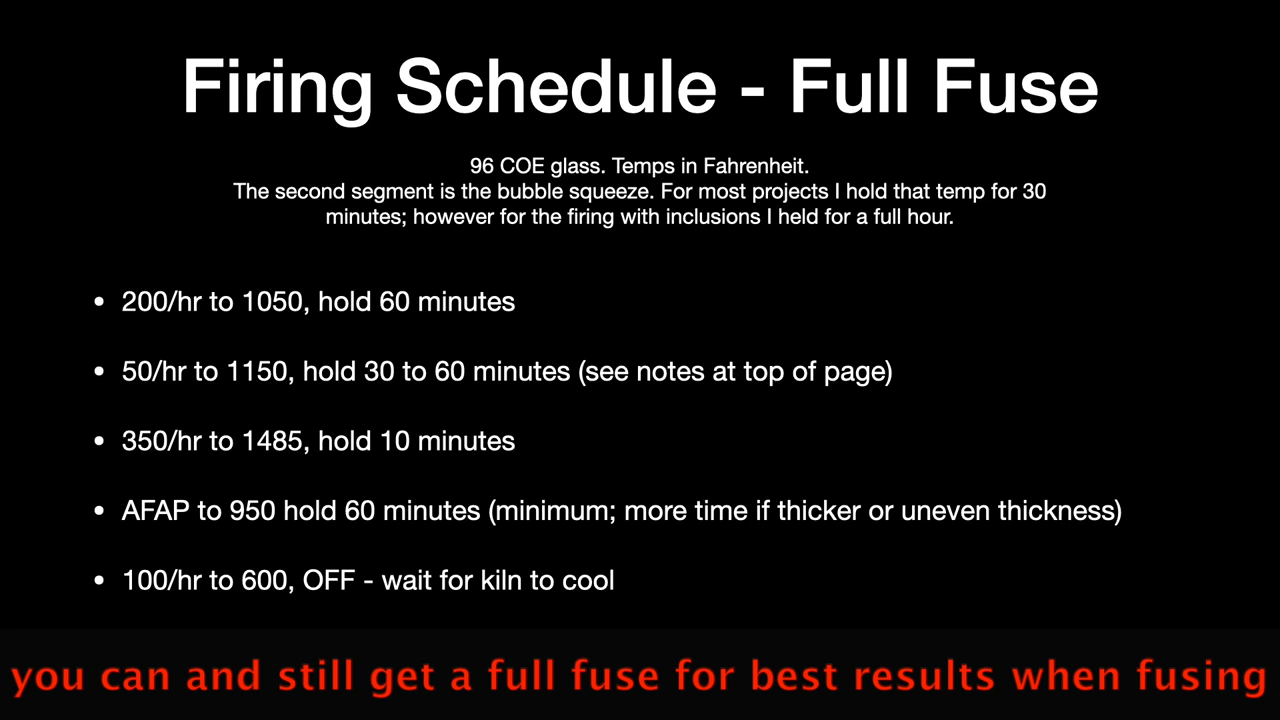 Firing Schedule - Full Fuse
96 COE glass. Temps in Fahrenheit.
The second segment is the bubble squeeze. For most projects I hold that temp for 30
minutes; however for the firing with inclusions I held for a full hour.
• 200/hr to 1050, hold 60 minutes
• 50/hr to 1150, hold 30 to 60 minutes (see notes at top of page)
• 350/hr to 1485, hold 10 minutes
• AFAP to 950 hold 60 minutes (minimum; more time if thicker or uneven thickness)
• 100/hr to 600, OFF - wait for kiln to cool
you can and still get a full fuse for best results when fusing